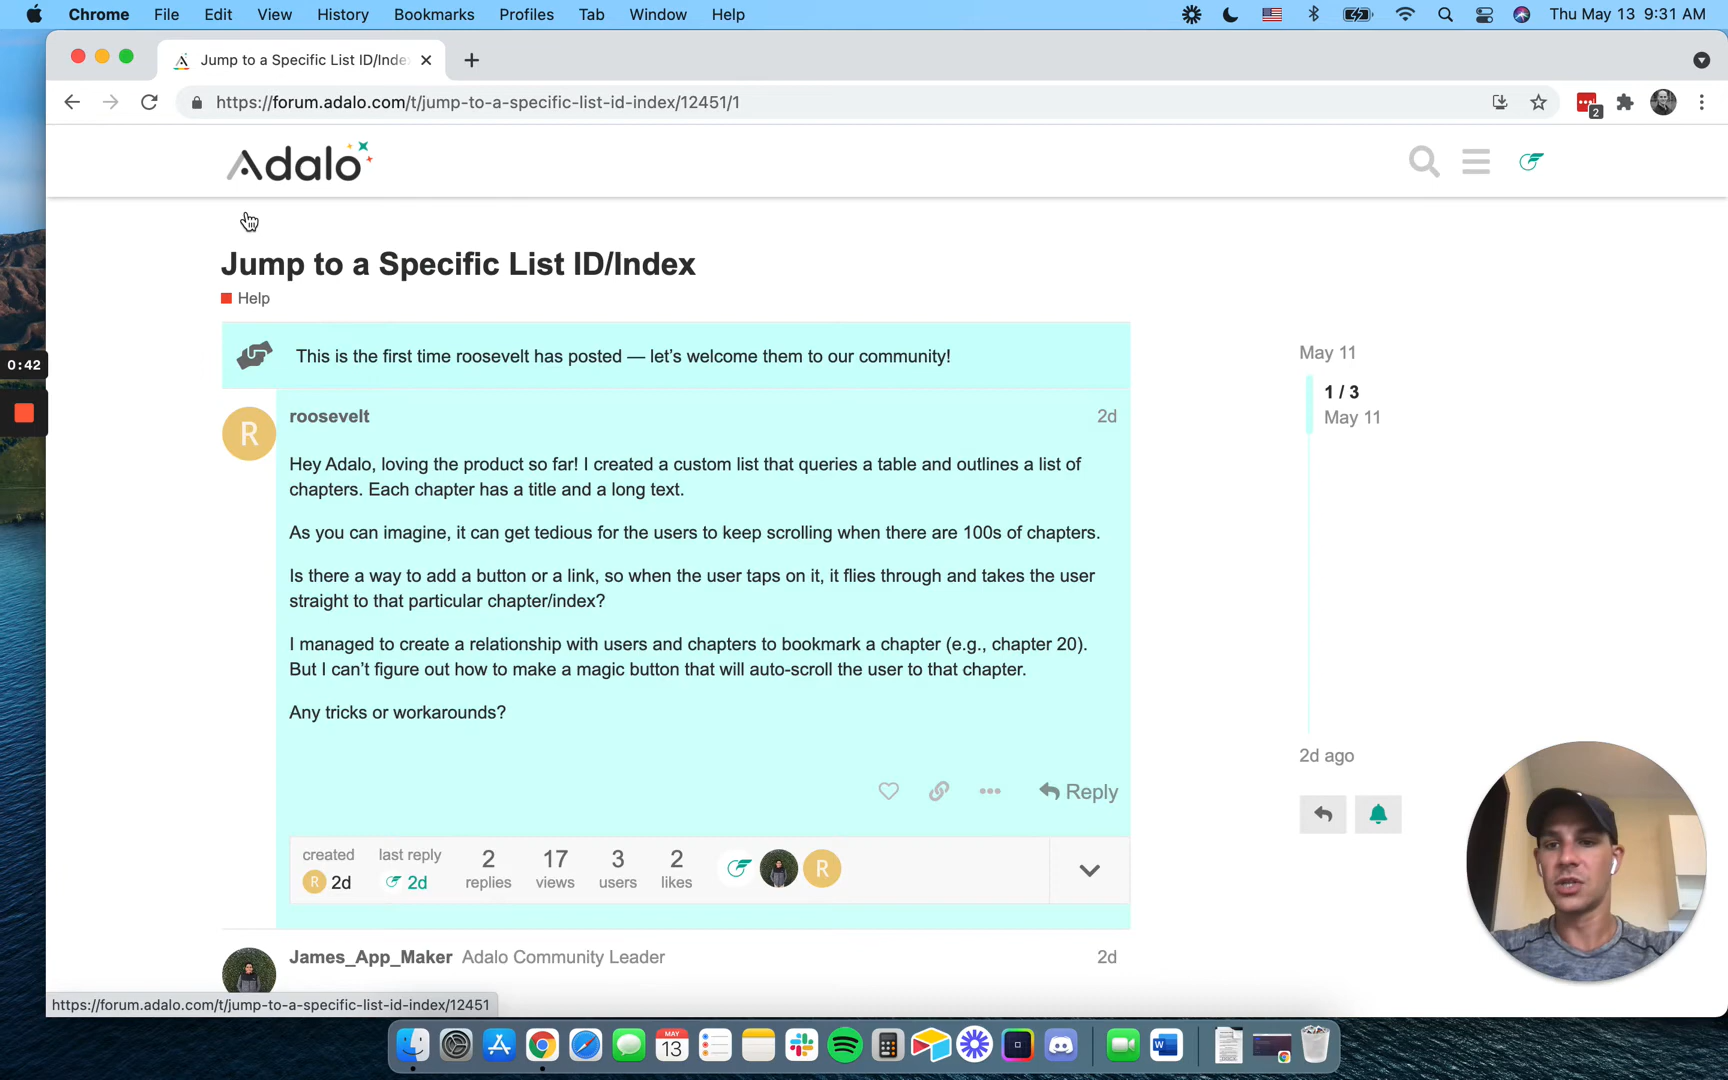 Chrome File Edit View History Bookmarks Profiles Tab Window Help Thu May 13 9:31 AM
Jump to a Specific List ID/Inde
https://forum.adalo.com/t/jump-to-a-specific-list-id-index/12451/1
2
Adalo
Jump to a Specific List ID/Index
Help
This is the first time roosevelt has posted — let's welcome them to our community!
May 11
0:42
1 / 3
May 11
R
roosevelt 2d
Hey Adalo, loving the product so far! I created a custom list that queries a table and outlines a list of
chapters. Each chapter has a title and a long text.
As you can imagine, it can get tedious for the users to keep scrolling when there are 100s of chapters.
Is there a way to add a button or a link, so when the user taps on it, it flies through and takes the user
straight to that particular chapter/index?
I managed to create a relationship with users and chapters to bookmark a chapter (e.g., chapter 20).
But I can't figure out how to make a magic button that will auto-scroll the user to that chapter.
Any tricks or workarounds?
2d ago
Reply
created last reply 2 17 3 2
R 2d 2d replies views users likes R
James_App_Maker Adalo Community Leader 2d
https://forum.adalo.com/t/jump-to-a-specific-list-id-index/12451
MAY
13
W